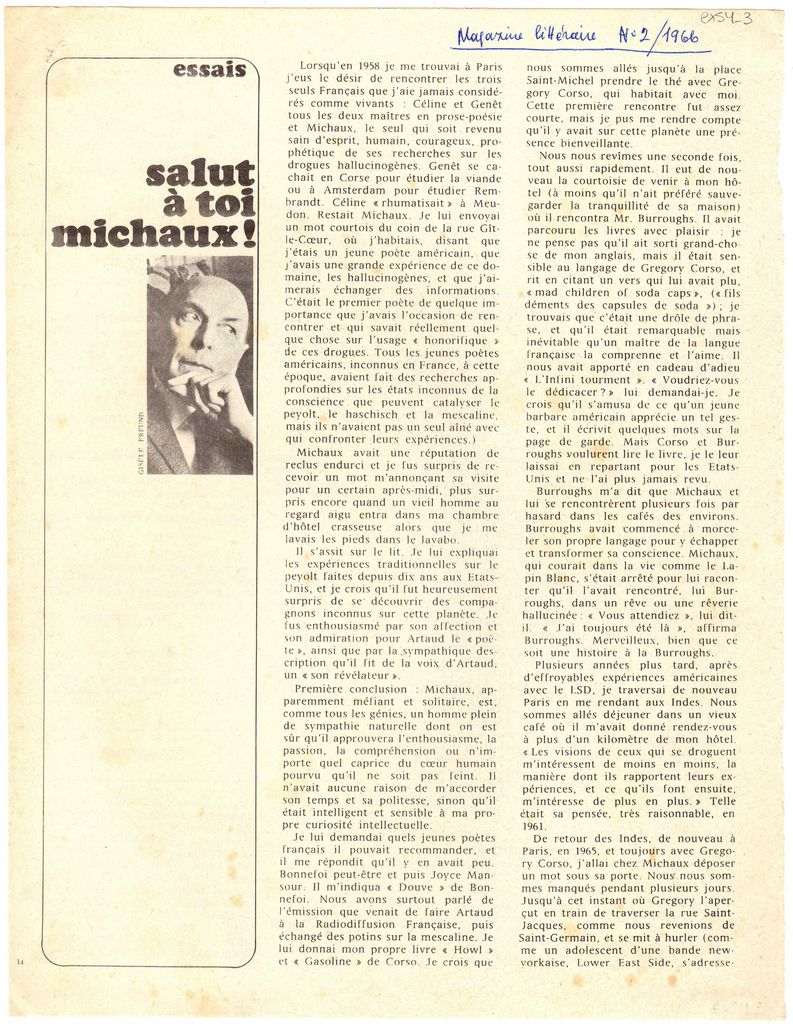 exsy_3
Magazine littéraire N° 2/1966
essais
salut
à toi
michaux!
GISÈLE FREUND
Lorsqu'en 1958 je me trouvai à Paris
j'eus le désir de rencontrer les trois
seuls Français que j'aie jamais considé-
rés comme vivants : Céline et Genêt
tous les deux maîtres en prose-poésie
et Michaux, le seul qui soit revenu
sain d'esprit, humain, courageux, pro-
phétique de ses recherches sur les
drogues hallucinogènes. Genêt se ca-
chait en Corse pour étudier la viande
ou à Amsterdam pour étudier Rem-
brandt. Céline « rhumatisait » à Meu-
don. Restait Michaux. Je lui envoyai
un mot courtois du coin de la rue Gît-
le-Cœur, où j'habitais, disant que
j'étais un jeune poète américain, que
j'avais une grande expérience de ce do-
maine, les hallucinogènes, et que j'ai-
merais échanger des informations.
C'était le premier poète de quelque im-
portance que j'avais l'occasion de ren-
contrer et qui savait réellement quel-
que chose sur l'usage « honorifique »
de ces drogues. Tous les jeunes poètes
américains, inconnus en France, à cette
époque, avaient fait des recherches ap-
profondies sur les états inconnus de la
conscience que peuvent catalyser le
peyolt, le haschisch et la mescaline,
mais ils n'avaient pas un seul aîné avec
qui confronter leurs expériences.)
Michaux avait une réputation de
reclus endurci et je fus surpris de re-
cevoir un mot m'annonçant sa visite
pour un certain après-midi, plus sur-
pris encore quand un vieil homme au
regard aigu entra dans ma chambre
d'hôtel crasseuse alors que je me
lavais les pieds dans le lavabo.
Il s'assit sur le lit. Je lui expliquai
les expériences traditionnelles sur le
peyolt faites depuis dix ans aux Etats-
Unis, et je crois qu'il fut heureusement
surpris de se découvrir des compa-
gnons inconnus sur cette planète. Je
fus enthousiasmé par son affection et
son admiration pour Artaud le « poè-
te », ainsi que par la sympathique des-
cription qu'il fit de la voix d'Artaud,
un « son révélateur ».
Première conclusion : Michaux, ap-
paremment méfiant et solitaire, est,
comme tous les génies, un homme plein
de sympathie naturelle dont on est
sûr qu'il approuvera l'enthousiasme, la
passion, la compréhension ou n'im-
porte quel caprice du cœur humain
pourvu qu'il ne soit pas feint. Il
n'avait aucune raison de m'accorder
son temps et sa politesse, sinon qu'il
était intelligent et sensible à ma pro-
pre curiosité intellectuelle.
Je lui demandai quels jeunes poètes
français il pouvait recommander, et
il me répondit qu'il y en avait peu.
Bonnefoi peut-être et puis Joyce Man-
sour. Il m'indiqua « Douve » de Bon-
nefoi. Nous avons surtout parlé de
l'émission que venait de faire Artaud
à la Radiodiffusion Française, puis
échangé des potins sur la mescaline. Je
lui donnai mon propre livre « Howl »
et « Gasoline » de Corso. Je crois que
nous sommes allés jusqu'à la place
Saint-Michel prendre le thé avec Gre-
gory Corso, qui habitait avec moi.
Cette première rencontre fut assez
courte, mais je pus me rendre compte
qu'il y avait sur cette planète une pré-
sence bienveillante.
Nous nous revîmes une seconde fois,
tout aussi rapidement. Il eut de nou-
veau la courtoisie de venir à mon hô-
tel (à moins qu'il n'ait préféré sauve-
garder la tranquillité de sa maison)
où il rencontra Mr. Burroughs. Il avait
parcouru les livres avec plaisir : je
ne pense pas qu'il ait sorti grand-cho-
se de mon anglais, mais il était sen-
sible au langage de Gregory Corso, et
rit en citant un vers qui lui avait plu,
« mad children of soda caps », (« fils
déments des capsules de soda ») ; je
trouvais que c'était une drôle de phra-
se, et qu'il était remarquable mais
inévitable qu'un maître de la langue
française la comprenne et l'aime. Il
nous avait apporté en cadeau d'adieu
« L'Infini tourment ». « Voudriez-vous
le dédicacer ? » lui demandai-je. Je
crois qu'il s'amusa de ce qu'un jeune
barbare américain apprécie un tel ges-
te, et il écrivit quelques mots sur la
page de garde. Mais Corso et Bur-
roughs voulurent lire le livre, je le leur
laissai en repartant pour les Etats-
Unis et ne l'ai plus jamais revu.
Burroughs m'a dit que Michaux et
lui se rencontrèrent plusieurs fois par
hasard dans les cafés des environs.
Burroughs avait commencé à morce-
ler son propre langage pour y échapper
et transformer sa conscience. Michaux,
qui courait dans la vie comme le La-
pin Blanc, s'était arrêté pour lui racon-
ter qu'il l'avait rencontré, lui Bur-
roughs, dans un rêve ou une rêverie
hallucinée : « Vous attendiez », lui dit-
il. « J'ai toujours été là », affirma
Burroughs. Merveilleux, bien que ce
soit une histoire à la Burroughs.
Plusieurs années plus tard, après
d'effroyables expériences américaines
avec le LSD, je traversai de nouveau
Paris en me rendant aux Indes. Nous
sommes allés déjeuner dans un vieux
café où il m'avait donné rendez-vous
à plus d'un kilomètre de mon hôtel.
« Les visions de ceux qui se droguent
m'intéressent de moins en moins, la
manière dont ils rapportent leurs ex-
périences, et ce qu'ils font ensuite,
m'intéresse de plus en plus. » Telle
était sa pensée, très raisonnable, en
1961.
De retour des Indes, de nouveau à
Paris, en 1965, et toujours avec Grego-
ry Corso, j'allai chez Michaux déposer
un mot sous sa porte. Nous nous som-
mes manqués pendant plusieurs jours.
Jusqu'à cet instant où Gregory l'aper-
çut en train de traverser la rue Saint-
Jacques, comme nous revenions de
Saint-Germain, et se mit à hurler (com-
me un adolescent d'une bande new-
yorkaise, Lower East Side, s'adresse-
34